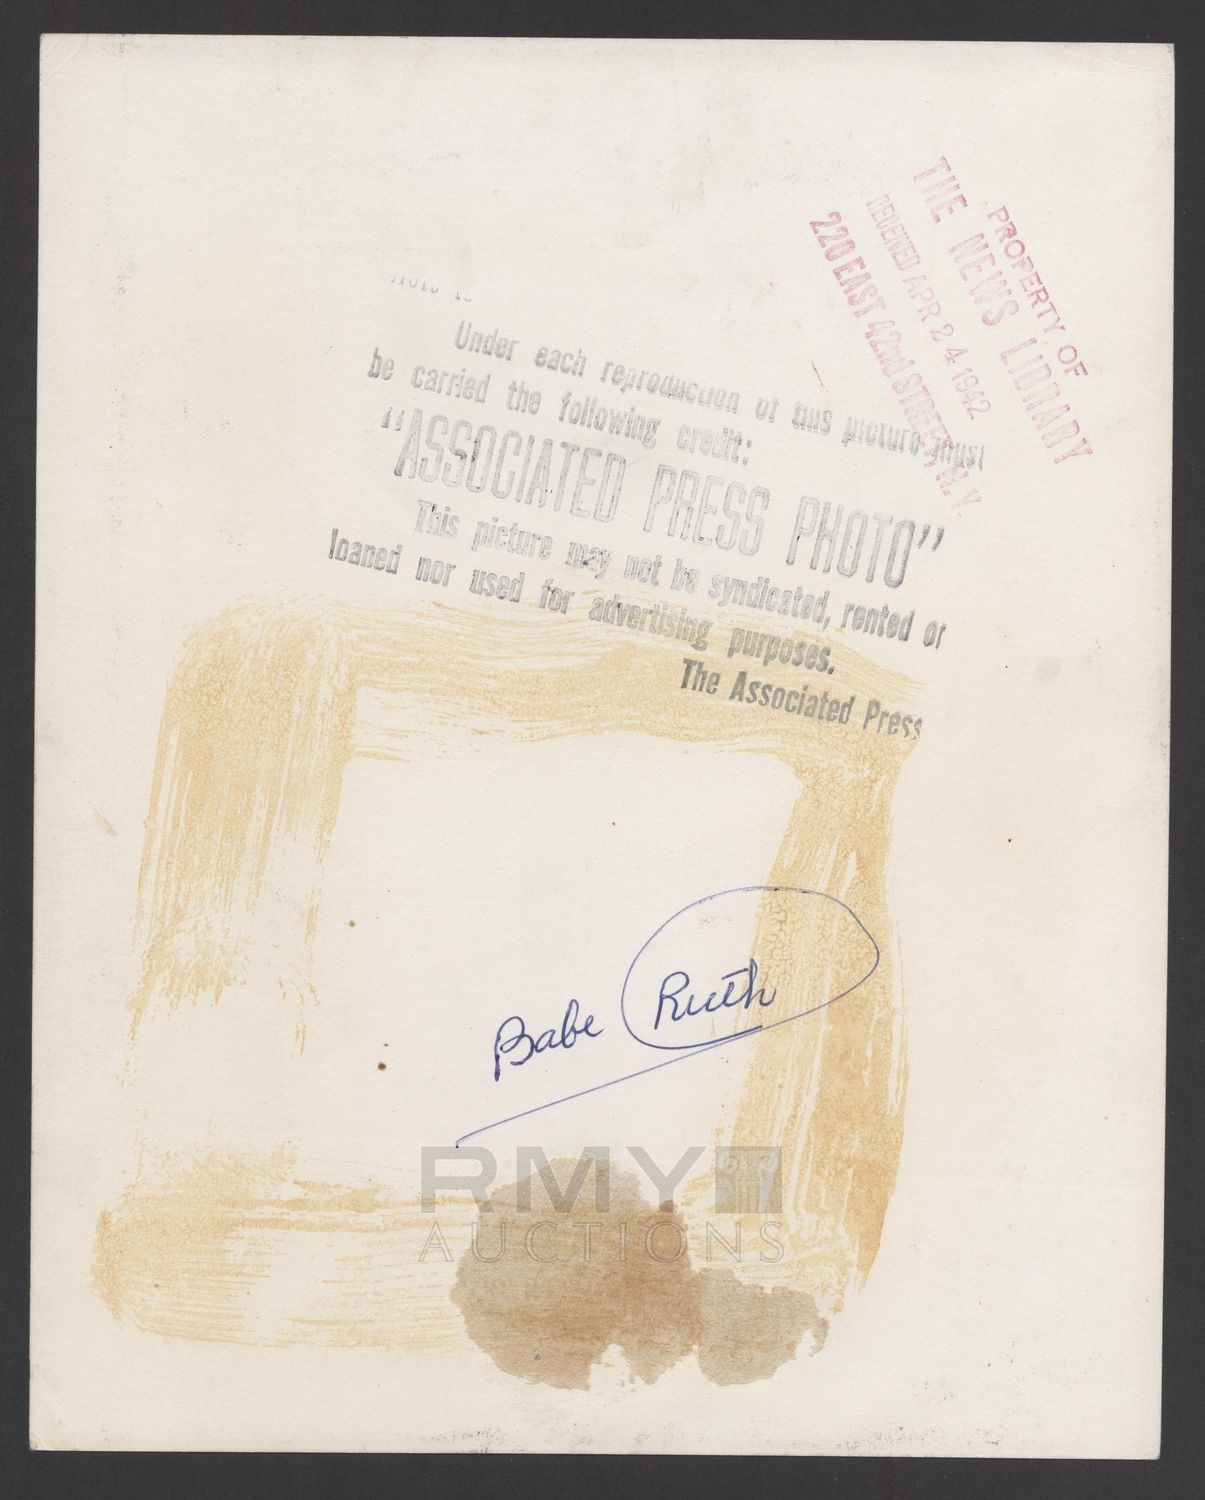 PROPERTY OF
THE NEWS LIBRARY
RECEIVED APR 24 1942
220 EAST 42nd STREET, N.Y.
Under each reproduction of this picture must
be carried the following credit:
"ASSOCIATED PRESS PHOTO"
This picture may not be syndicated, rented or
loaned nor used for advertising purposes.
The Associated Press
Babe Ruth
RMY
AUCTIONS